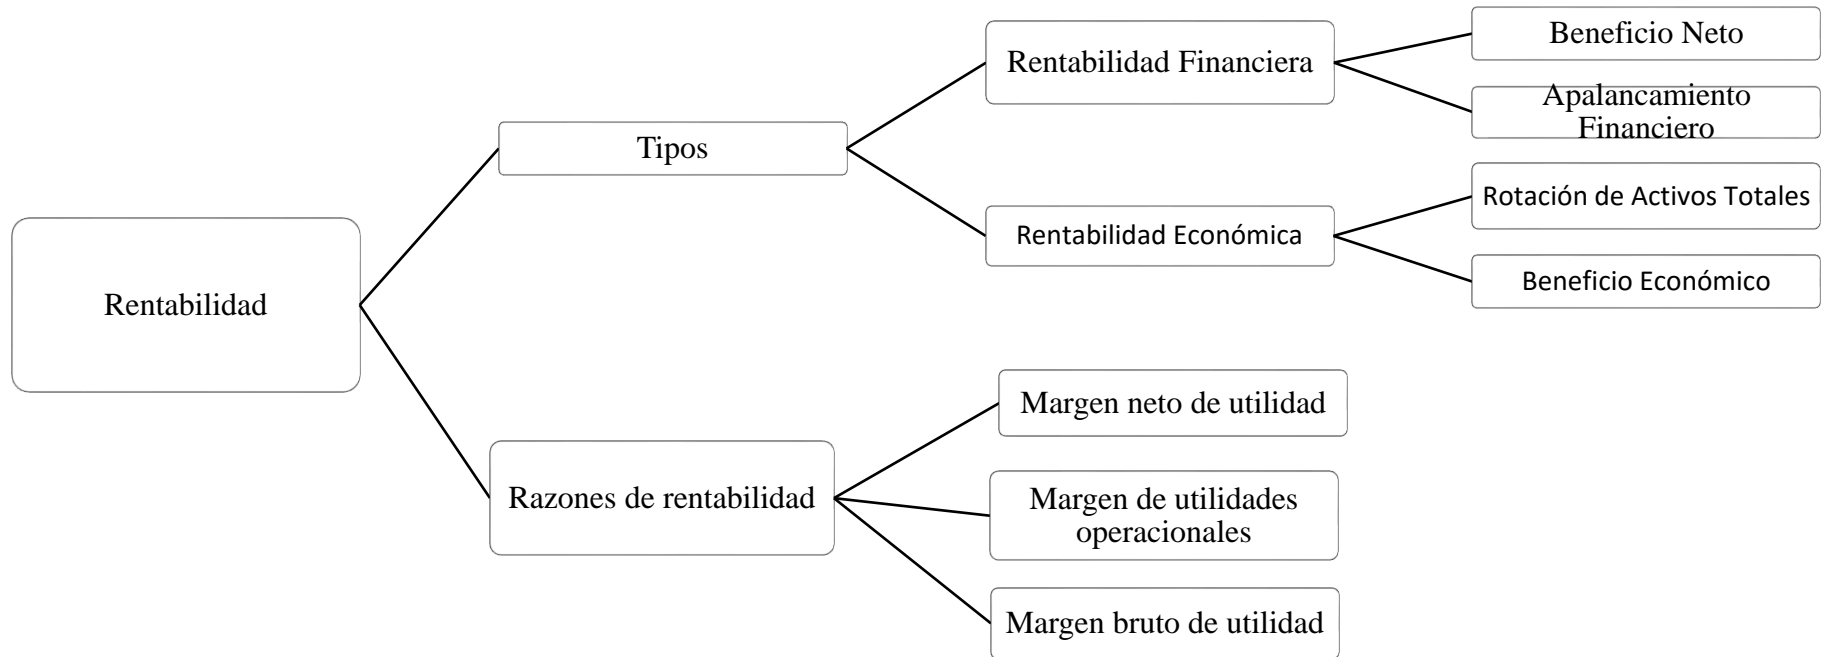 Rentabilidad
Tipos
Rentabilidad Financiera
Beneficio Neto
Apalancamiento
Financiero
Rentabilidad Económica
Rotación de Activos Totales
Beneficio Económico
Razones de rentabilidad
Margen neto de utilidad
Margen de utilidades
operacionales
Margen bruto de utilidad